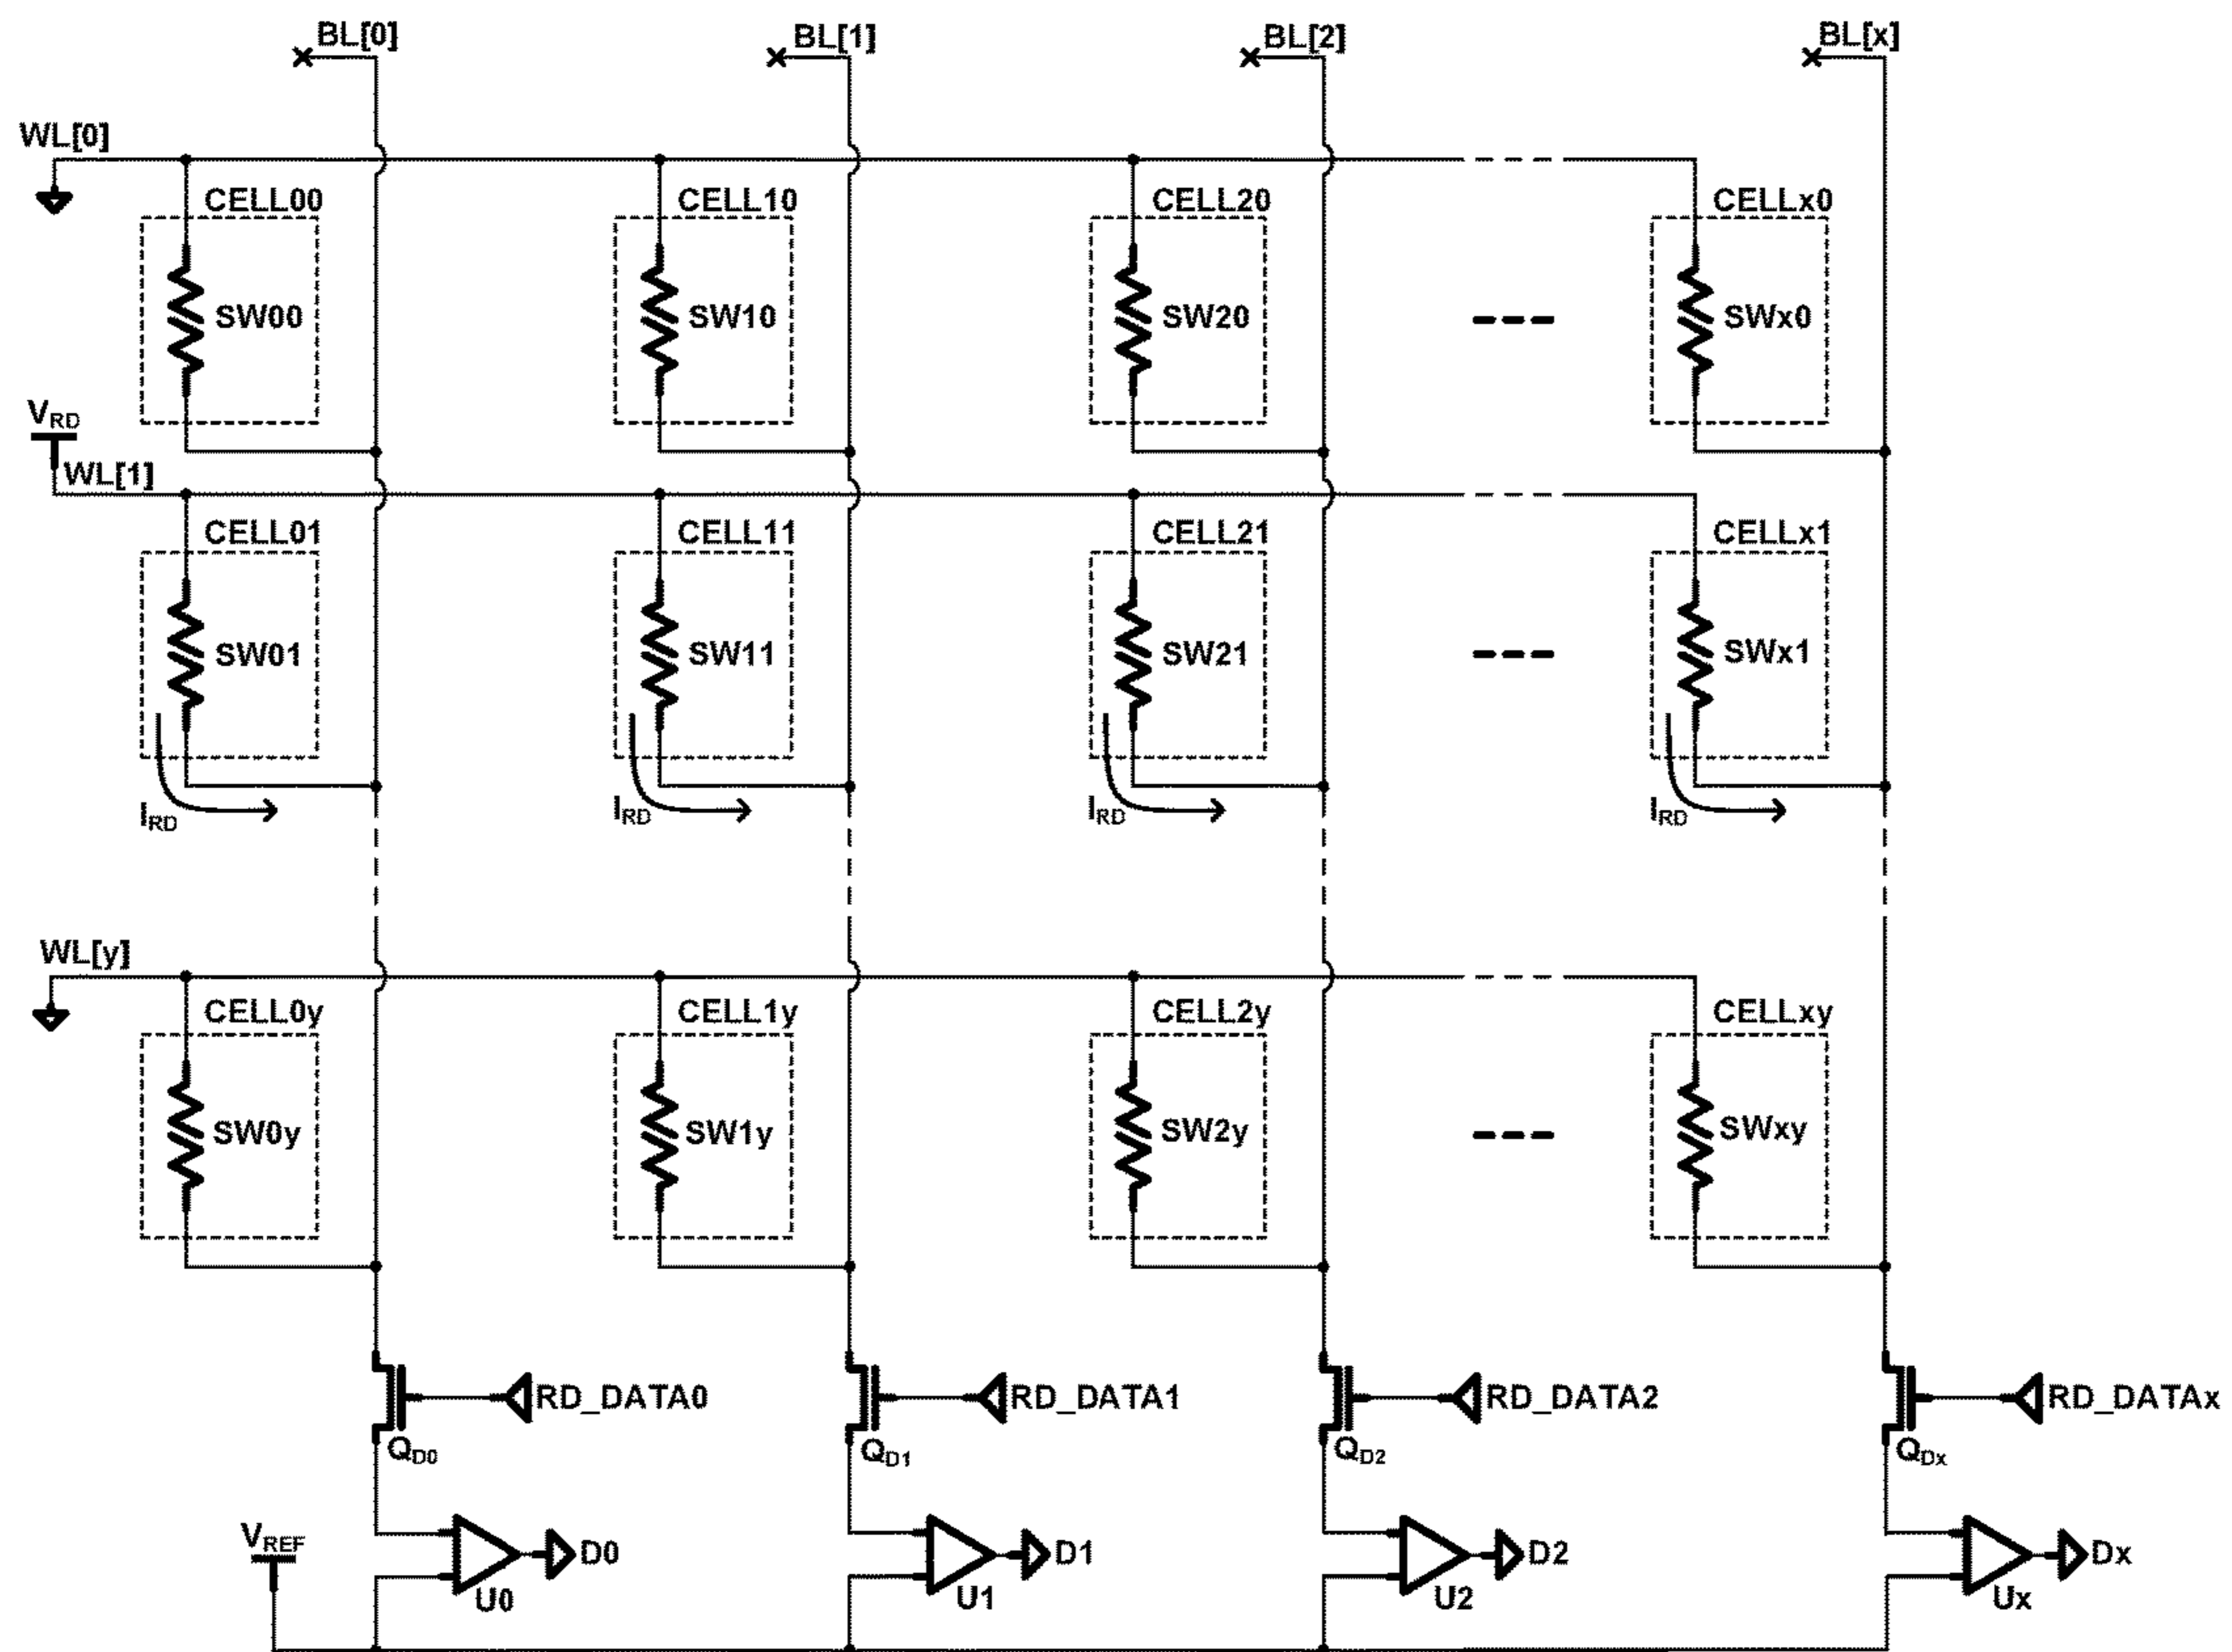 BL[0] BL[1] BL[2] BL[x]
WL[0]
CELL00 CELL10 CELL20 CELLx0
SW00 SW10 SW20 SWx0
VRD
WL[1]
CELL01 CELL11 CELL21 CELLx1
SW01 SW11 SW21 SWx1
IRD IRD IRD IRD
WL[y]
CELL0y CELL1y CELL2y CELLxy
SW0y SW1y SW2y SWxy
RD_DATA0 RD_DATA1 RD_DATA2 RD_DATAx
QD0 QD1 QD2 QDx
VREF
D0 D1 D2 Dx
U0 U1 U2 Ux